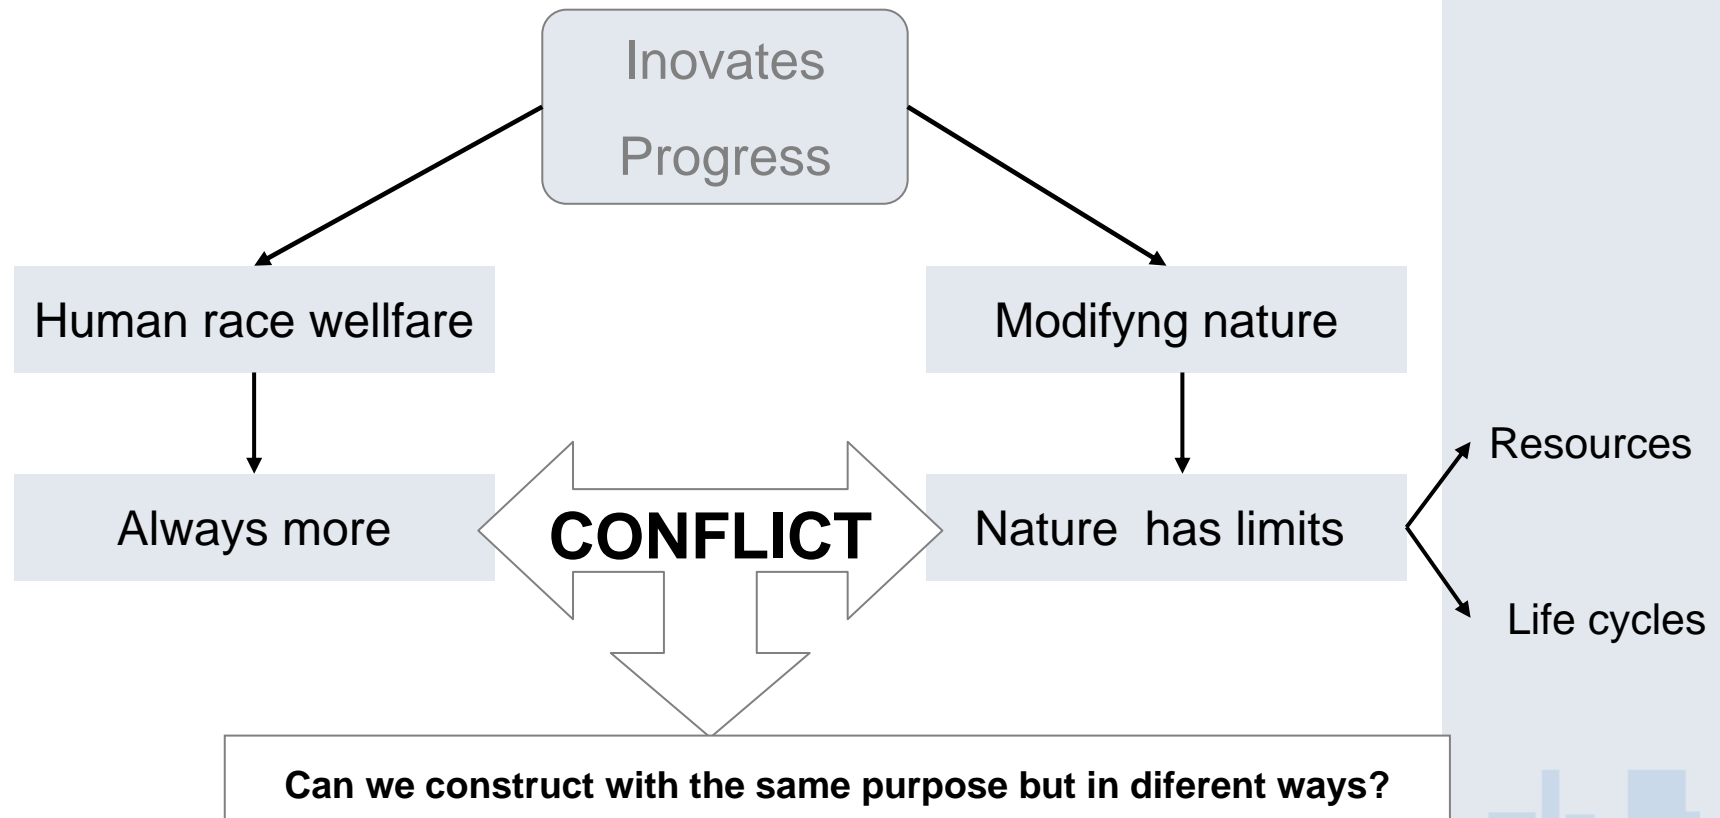 Inovates
Progress
Human race wellfare
Modifyng nature
Resources
Always more
CONFLICT
Nature has limits
Life cycles
Can we construct with the same purpose but in diferent ways?